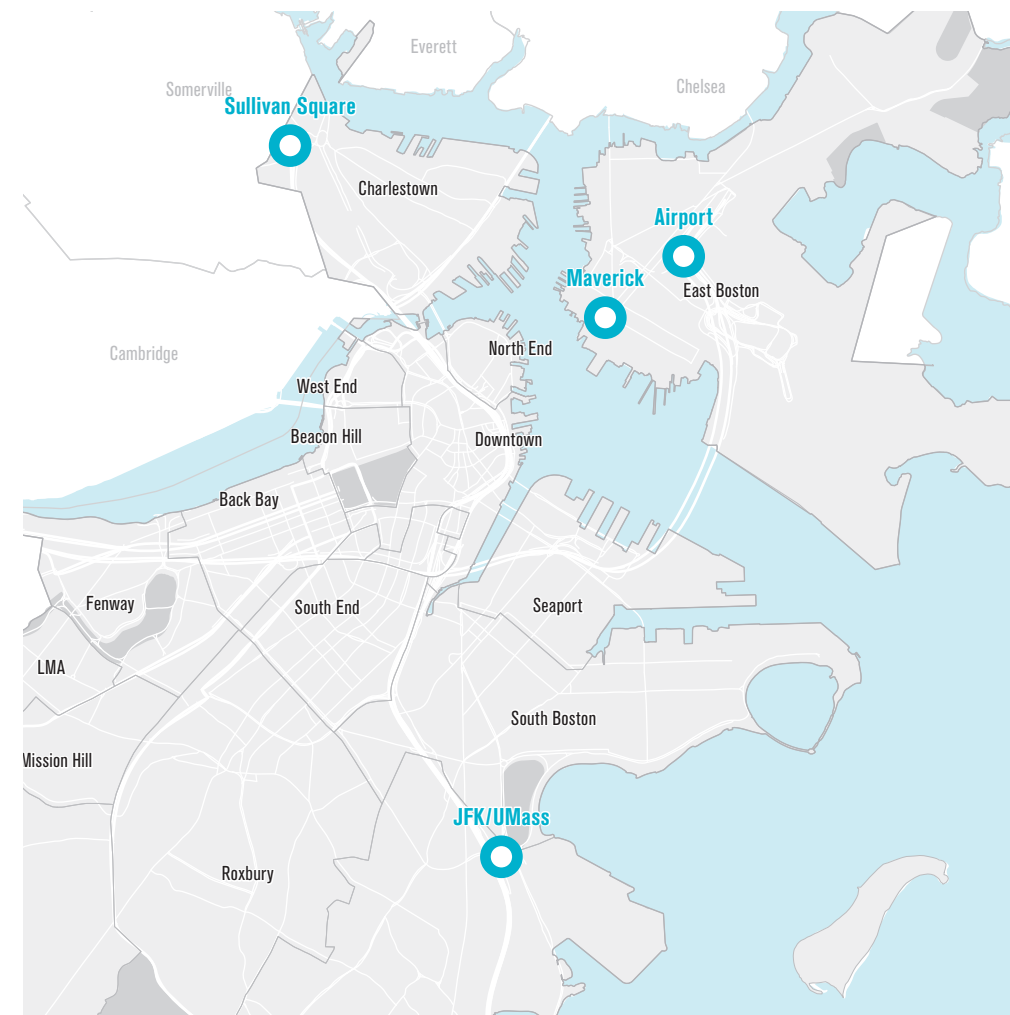 Everett
Somerville
Chelsea
Sullivan Square
Charlestown
Airport
Maverick
East Boston
North End
Cambridge
West End
Beacon Hill
Downtown
Back Bay
Fenway
South End
Seaport
LMA
South Boston
Mission Hill
JFK/UMass
Roxbury